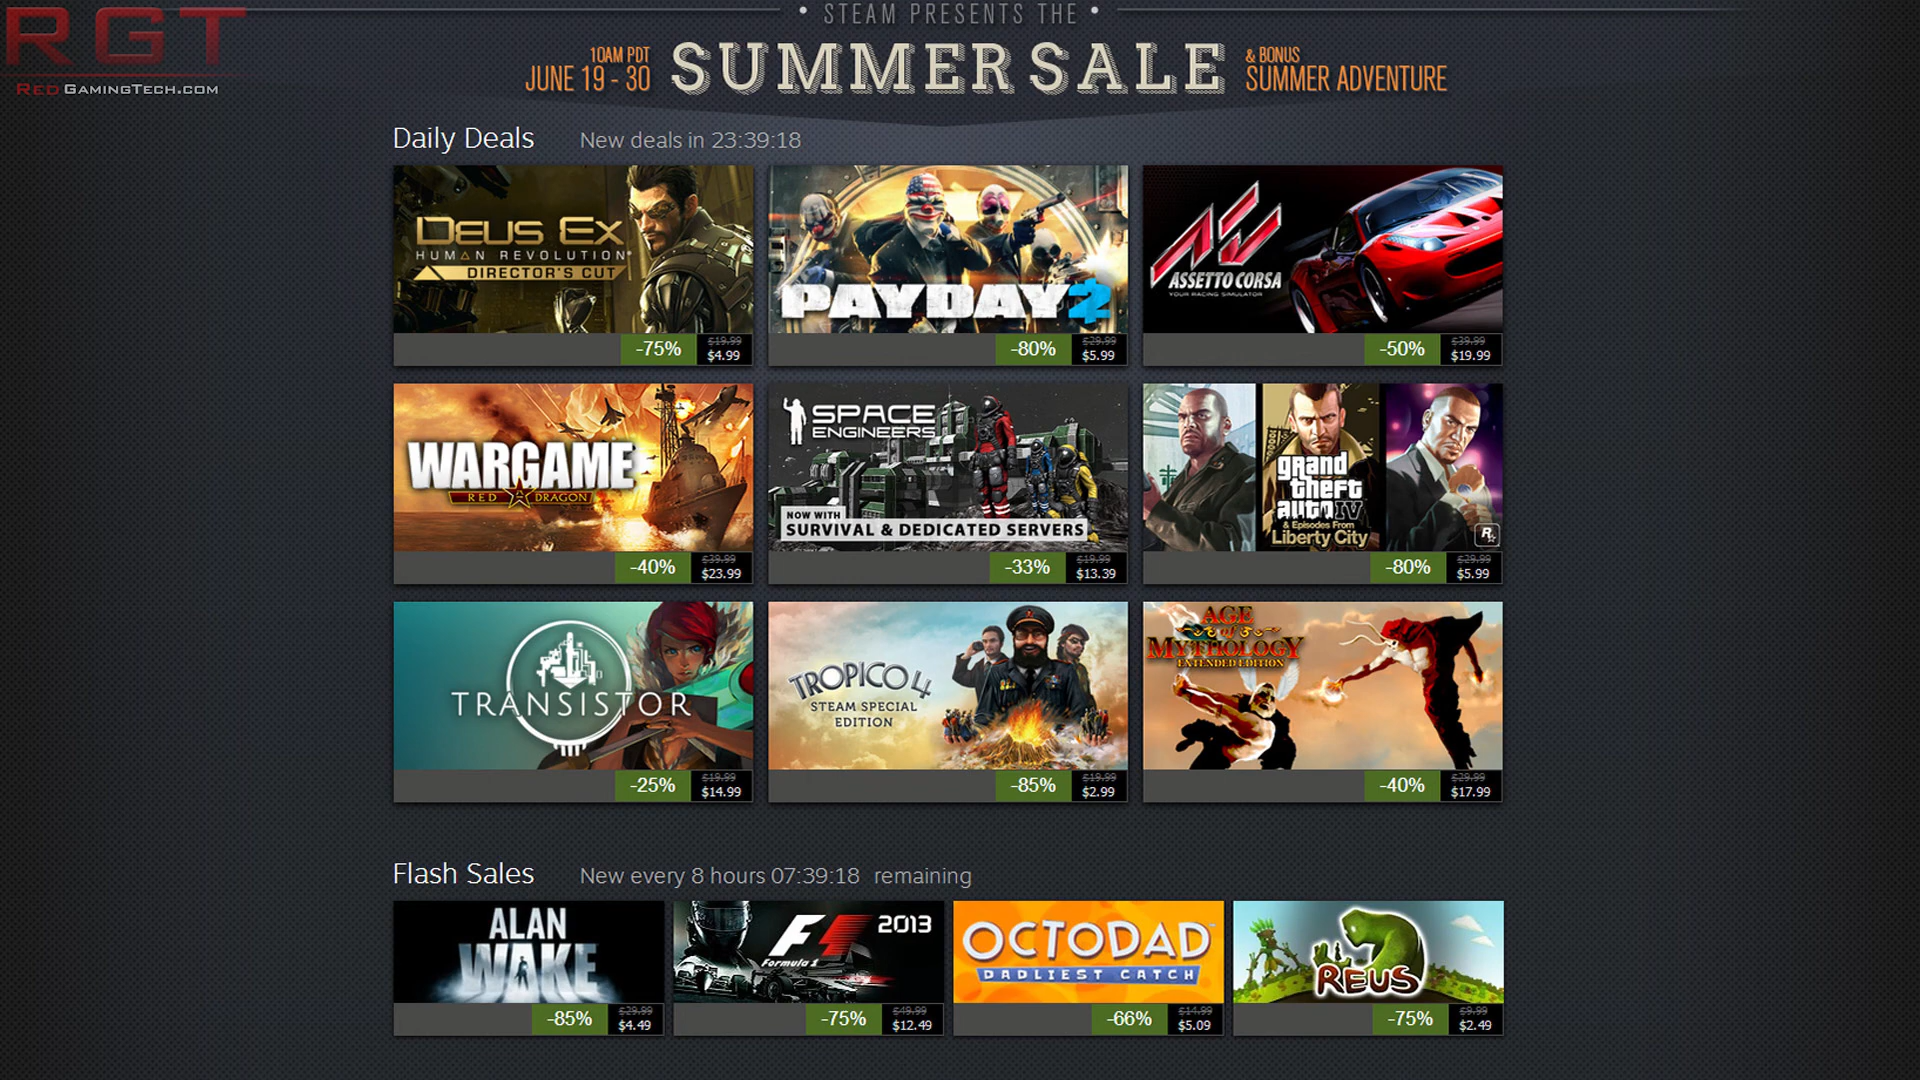 RGT
REDGAMINGTECH.COM
• STEAM PRESENTS THE •
10AM PDT
JUNE 19 - 30
SUMMER SALE
& BONUS
SUMMER ADVENTURE
Daily Deals New deals in 23:39:18
DEUS EX
HUMAN REVOLUTION
DIRECTOR'S CUT
-75% $19.99
$4.99
PAYDAY 2
-80% $29.99
$5.99
ASSETTO CORSA
YOUR RACING SIMULATOR
-50% $39.99
$19.99
WARGAME
RED DRAGON
-40% $39.99
$23.99
SPACE
ENGINEERS
NOW WITH
SURVIVAL & DEDICATED SERVERS
-33% $19.99
$13.39
grand
theft
auto IV
& Episodes From
Liberty City
R
-80% $29.99
$5.99
TRANSISTOR
-25% $19.99
$14.99
TROPICO 4
STEAM SPECIAL
EDITION
-85% $19.99
$2.99
AGE
of
MYTHOLOGY
EXTENDED EDITION
-40% $29.99
$17.99
Flash Sales New every 8 hours 07:39:18 remaining
ALAN
WAKE
-85% $29.99
$4.49
F1 2013
Formula 1
-75% $49.99
$12.49
OCTODAD
DADLIEST CATCH
-66% $14.99
$5.09
REUS
-75% $9.99
$2.49